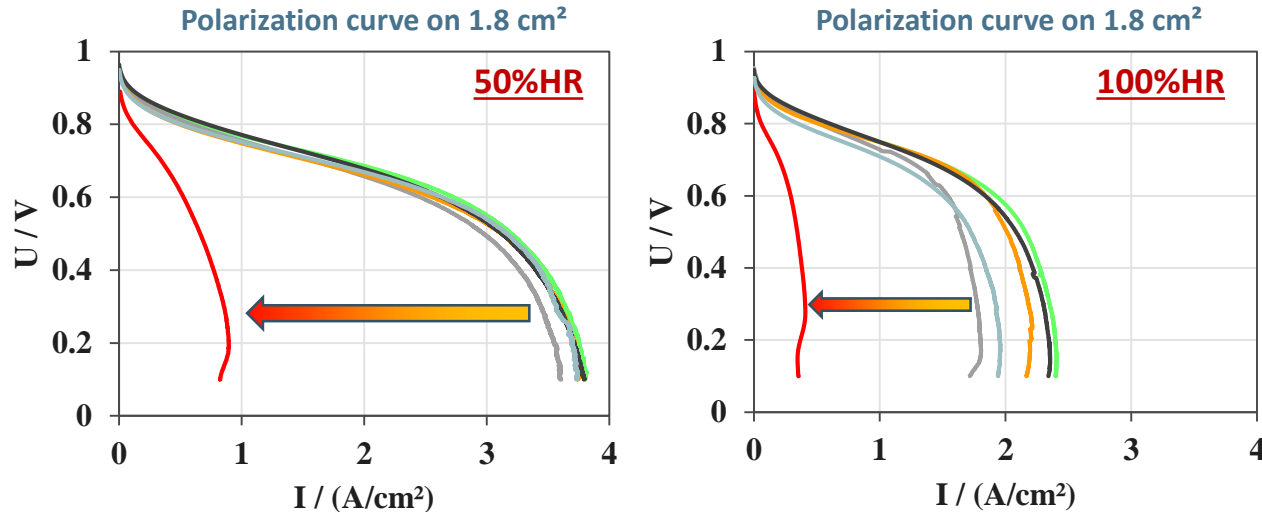 Polarization curve on 1.8 cm²
50%HR
U / V
1
0.8
0.6
0.4
0.2
0
0 1 2 3 4
I / (A/cm²)
Polarization curve on 1.8 cm²
100%HR
U / V
1
0.8
0.6
0.4
0.2
0
0 1 2 3 4
I / (A/cm²)